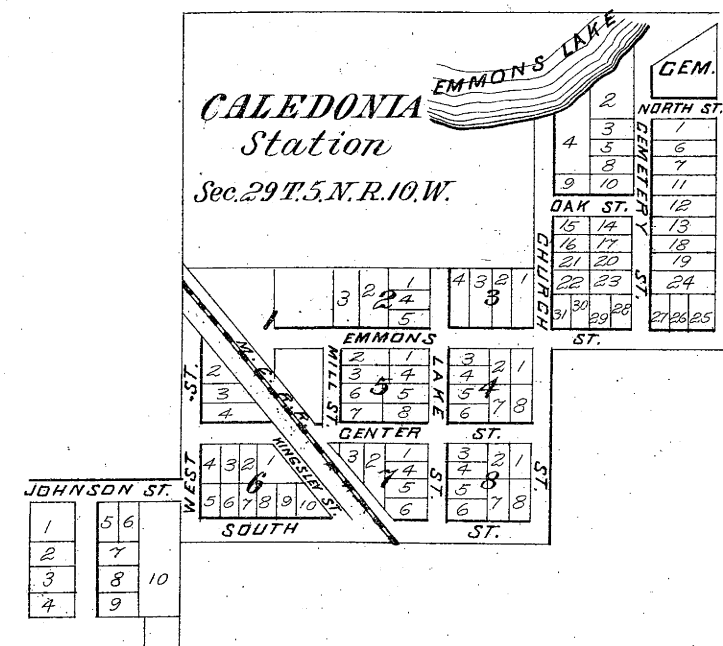 EMMONS LAKE
CEM.
CALEDONIA
Station
Sec. 29 T. 5. N. R. 10. W.
NORTH ST.
2
3
5
4
8
9 10
1
6
7
11
12
13
18
19
24
27 26 25
CEMETERY ST.
OAK ST.
15 14
16 17
21 20
22 23
31 30 29 28
CHURCH ST.
3 2 1
4
5
2
4 3 2 1
3
EMMONS ST.
M. C. R. R.
MILL ST.
LAKE ST.
2
3
4
2 1
3 4
6 5
7 8
5
3 2 1
4
5 7 8
6
4
CENTER ST.
WEST ST.
4 3 2 1
5 6 7 8 9 10
6
KINGSLEY ST.
3 2 1
4
5
6
7
3 2 1
4
5 7 8
6
8
SOUTH ST.
JOHNSON ST.
1
2
3
4
5 6
7
8
9
10